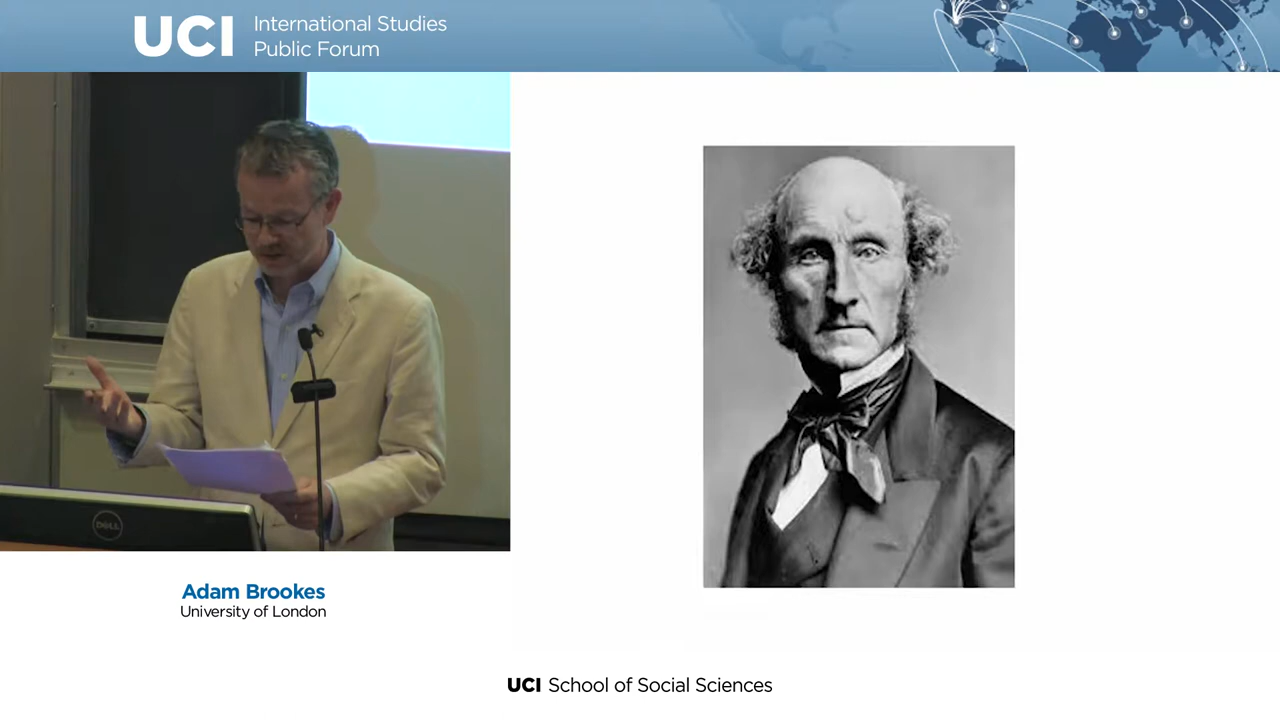 UCI International Studies
Public Forum
DELL
Adam Brookes
University of London
UCI School of Social Sciences